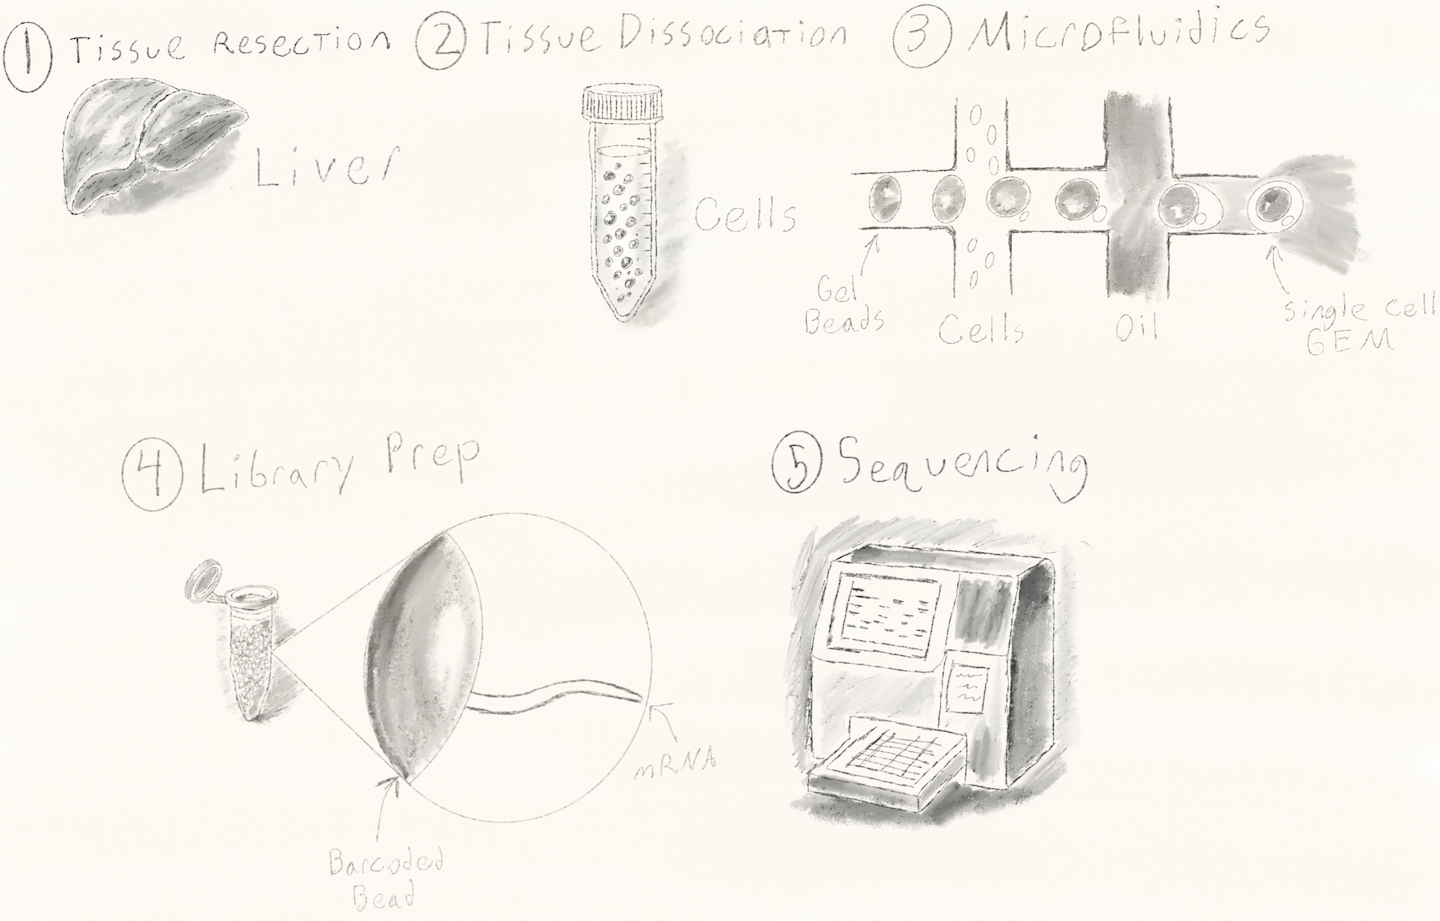 1 Tissue Resection
Liver
2 Tissue Dissociation
Cells
3 Microfluidics
Gel
Beads
Cells
Oil
single cell
GEM
4 Library Prep
mRNA
Barcoded
Bead
5 Sequencing